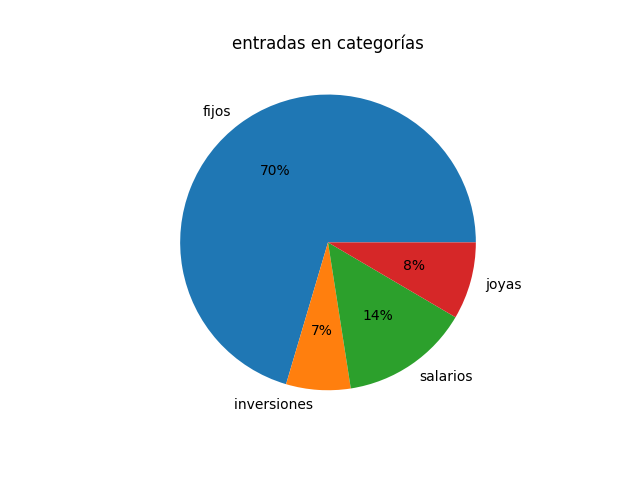 entradas en categorías
fijos
70%
8%
joyas
14%
7%
salarios
inversiones